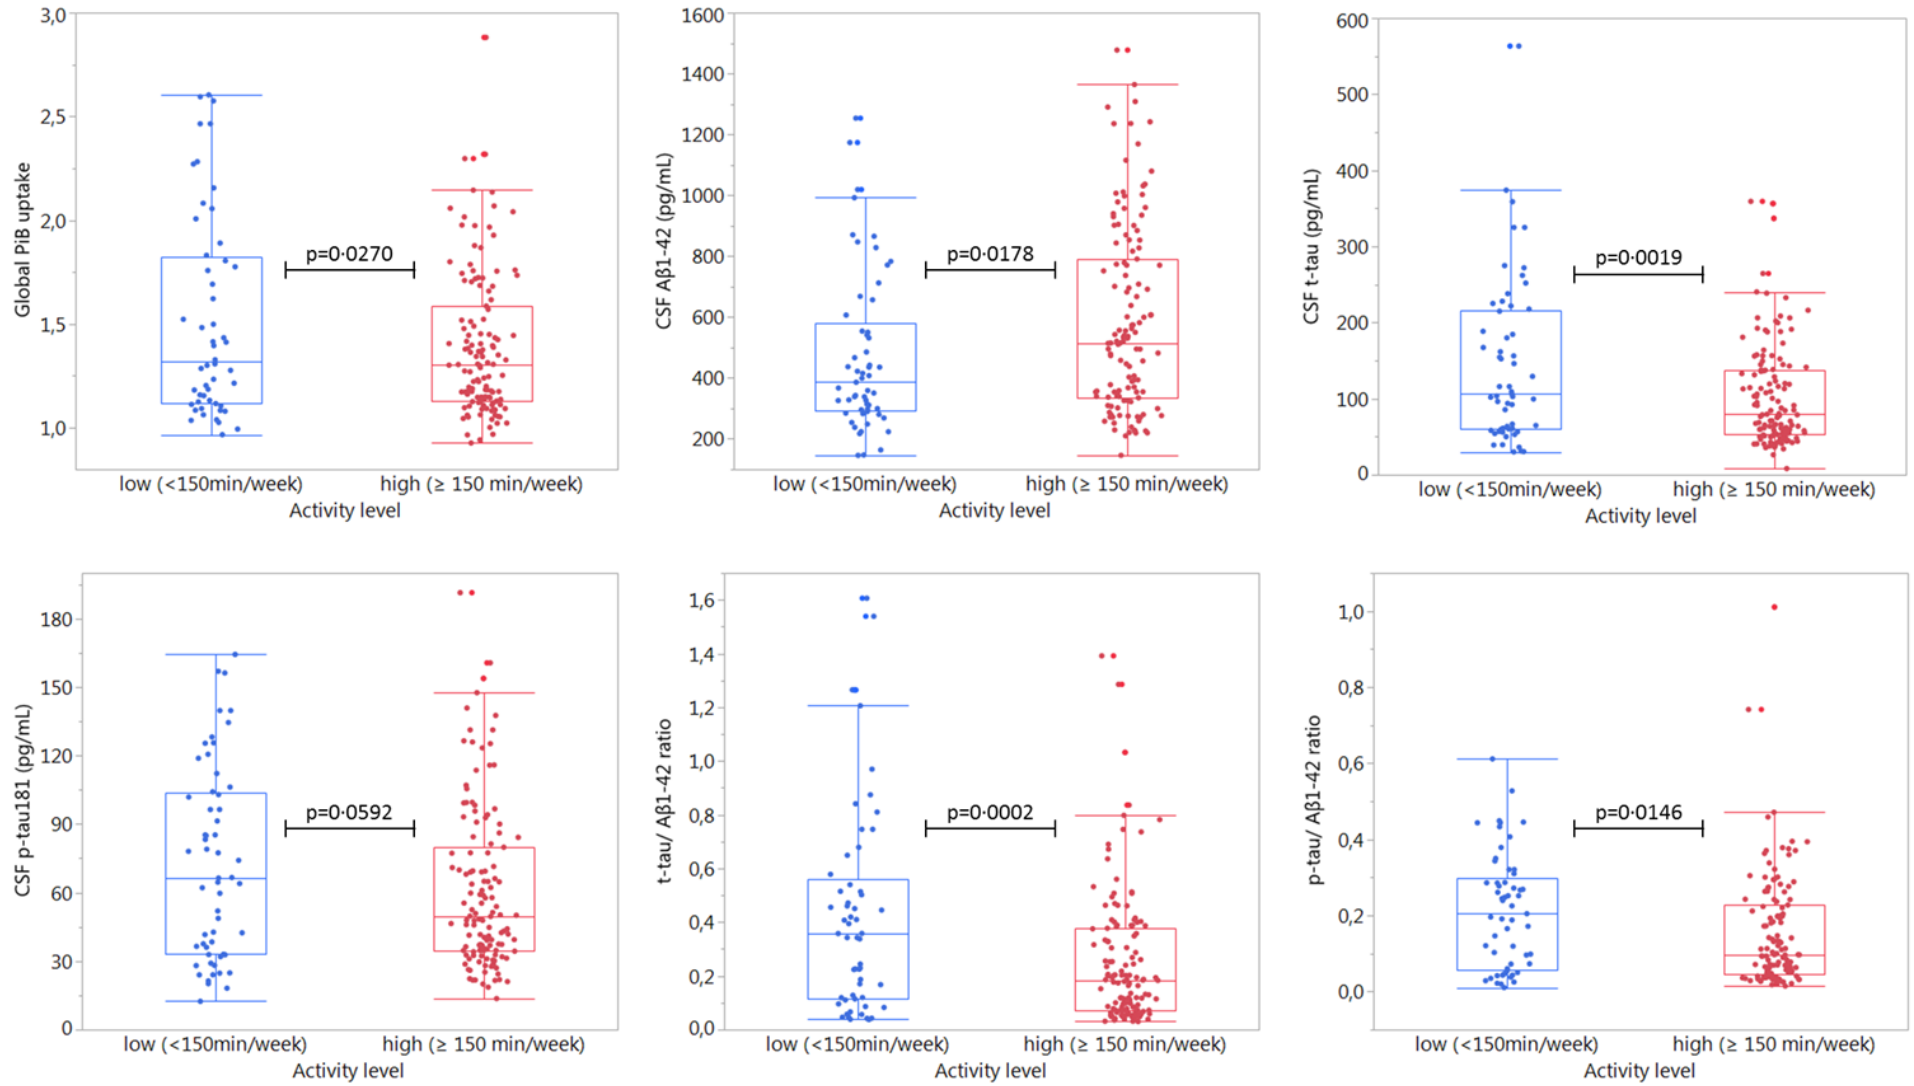 Global PiB uptake
3,0
2,5
2,0
1,5
1,0
p=0·0270
low (<150min/week)
high (≥ 150 min/week)
Activity level
CSF Aβ1-42 (pg/mL)
1600
1400
1200
1000
800
600
400
200
p=0·0178
low (<150min/week)
high (≥ 150 min/week)
Activity level
CSF t-tau (pg/mL)
600
500
400
300
200
100
0
p=0·0019
low (<150min/week)
high (≥ 150 min/week)
Activity level
CSF p-tau181 (pg/mL)
180
150
120
90
60
30
0
p=0·0592
low (<150min/week)
high (≥ 150 min/week)
Activity level
t-tau/ Aβ1-42 ratio
1,6
1,4
1,2
1,0
0,8
0,6
0,4
0,2
0,0
p=0·0002
low (<150min/week)
high (≥ 150 min/week)
Activity level
p-tau/ Aβ1-42 ratio
1,0
0,8
0,6
0,4
0,2
0,0
p=0·0146
low (<150min/week)
high (≥ 150 min/week)
Activity level